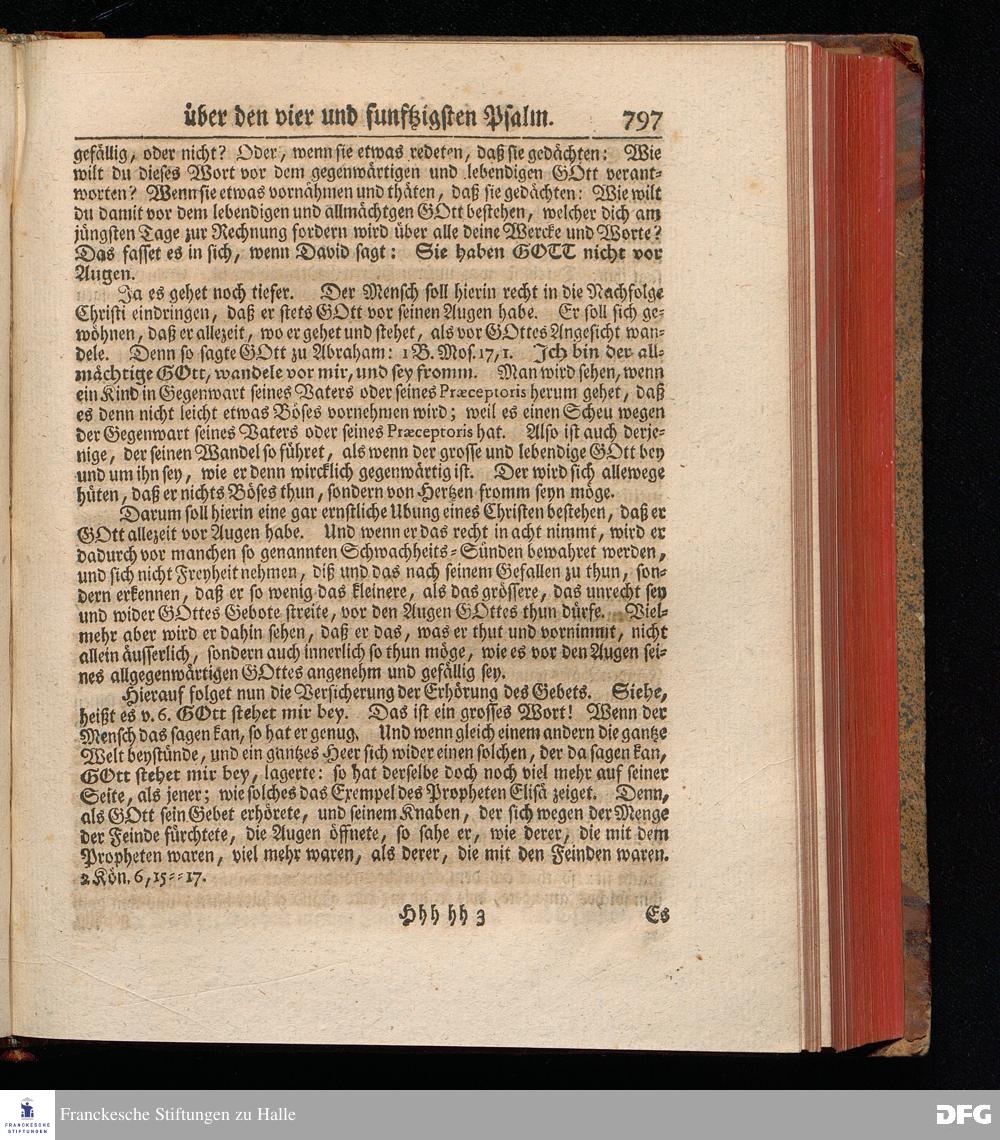 über den vier und funftzigsten Psalm. 797
gefällig, oder nicht? Oder, wenn sie etwas redeten, daß sie gedächten: Wie
wilt du dieses Wort vor dem gegenwärtigen und lebendigen GOtt verant-
worten? Wenn sie etwas vornähmen und thäten, daß sie gedächten: Wie wilt
du damit vor dem lebendigen und allmächtgen GOtt bestehen, welcher dich am
jüngsten Tage zur Rechnung fordern wird über alle deine Wercke und Worte?
Das fasset es in sich, wenn David sagt: Sie haben GOTT nicht vor
Augen.
Ja es gehet noch tiefer. Der Mensch soll hierin recht in die Nachfolge
Christi eindringen, daß er stets GOtt vor seinen Augen habe. Er soll sich ge-
wöhnen, daß er allezeit, wo er gehet und stehet, als vor GOttes Angesicht wan-
dele. Denn so sagte GOtt zu Abraham: 1 B. Mos. 17, 1. Ich bin der all-
mächtige GOtt, wandele vor mir, und sey fromm. Man wird sehen, wenn
ein Kind in Gegenwart seines Vaters oder seines Præceptoris herum gehet, daß
es denn nicht leicht etwas Böses vornehmen wird; weil es einen Scheu wegen
der Gegenwart seines Vaters oder seines Præceptoris hat. Also ist auch derje-
nige, der seinen Wandel so führet, als wenn der grosse und lebendige GOtt bey
und um ihn sey, wie er denn wircklich gegenwärtig ist. Der wird sich allewege
hüten, daß er nichts Böses thun, sondern von Hertzen fromm seyn möge.
Darum soll hierin eine gar ernstliche Ubung eines Christen bestehen, daß er
GOtt allezeit vor Augen habe. Und wenn er das recht in acht nimmt, wird er
dadurch vor manchen so genannten Schwachheits-Sünden bewahret werden,
und sich nicht Freyheit nehmen, diß und das nach seinem Gefallen zu thun, son-
dern erkennen, daß er so wenig das kleinere, als das grössere, das unrecht sey
und wider GOttes Gebote streite, vor den Augen GOttes thun dürfe. Viel-
mehr aber wird er dahin sehen, daß er das, was er thut und vornimmt, nicht
allein äusserlich, sondern auch innerlich so thun möge, wie es vor den Augen sei-
nes allgegenwärtigen GOttes angenehm und gefällig sey.
Hierauf folget nun die Versicherung der Erhörung des Gebets. Siehe,
heißt es v. 6. GOtt stehet mir bey. Das ist ein grosses Wort! Wenn der
Mensch das sagen kan, so hat er genug. Und wenn gleich einem andern die gantze
Welt beystünde, und ein gantzes Heer sich wider einen solchen, der da sagen kan,
GOtt stehet mir bey, lagerte: so hat derselbe doch noch viel mehr auf seiner
Seite, als jener; wie solches das Exempel des Propheten Elisä zeiget. Denn,
als GOtt sein Gebet erhörete, und seinem Knaben, der sich wegen der Menge
der Feinde fürchtete, die Augen öffnete, so sahe er, wie derer, die mit dem
Propheten waren, viel mehr waren, als derer, die mit den Feinden waren.
2. Kön. 6, 15--17.
Hhh hh 3 Es
Franckesche Stiftungen zu Halle
FRANCKESCHE
STIFTUNGEN
DFG